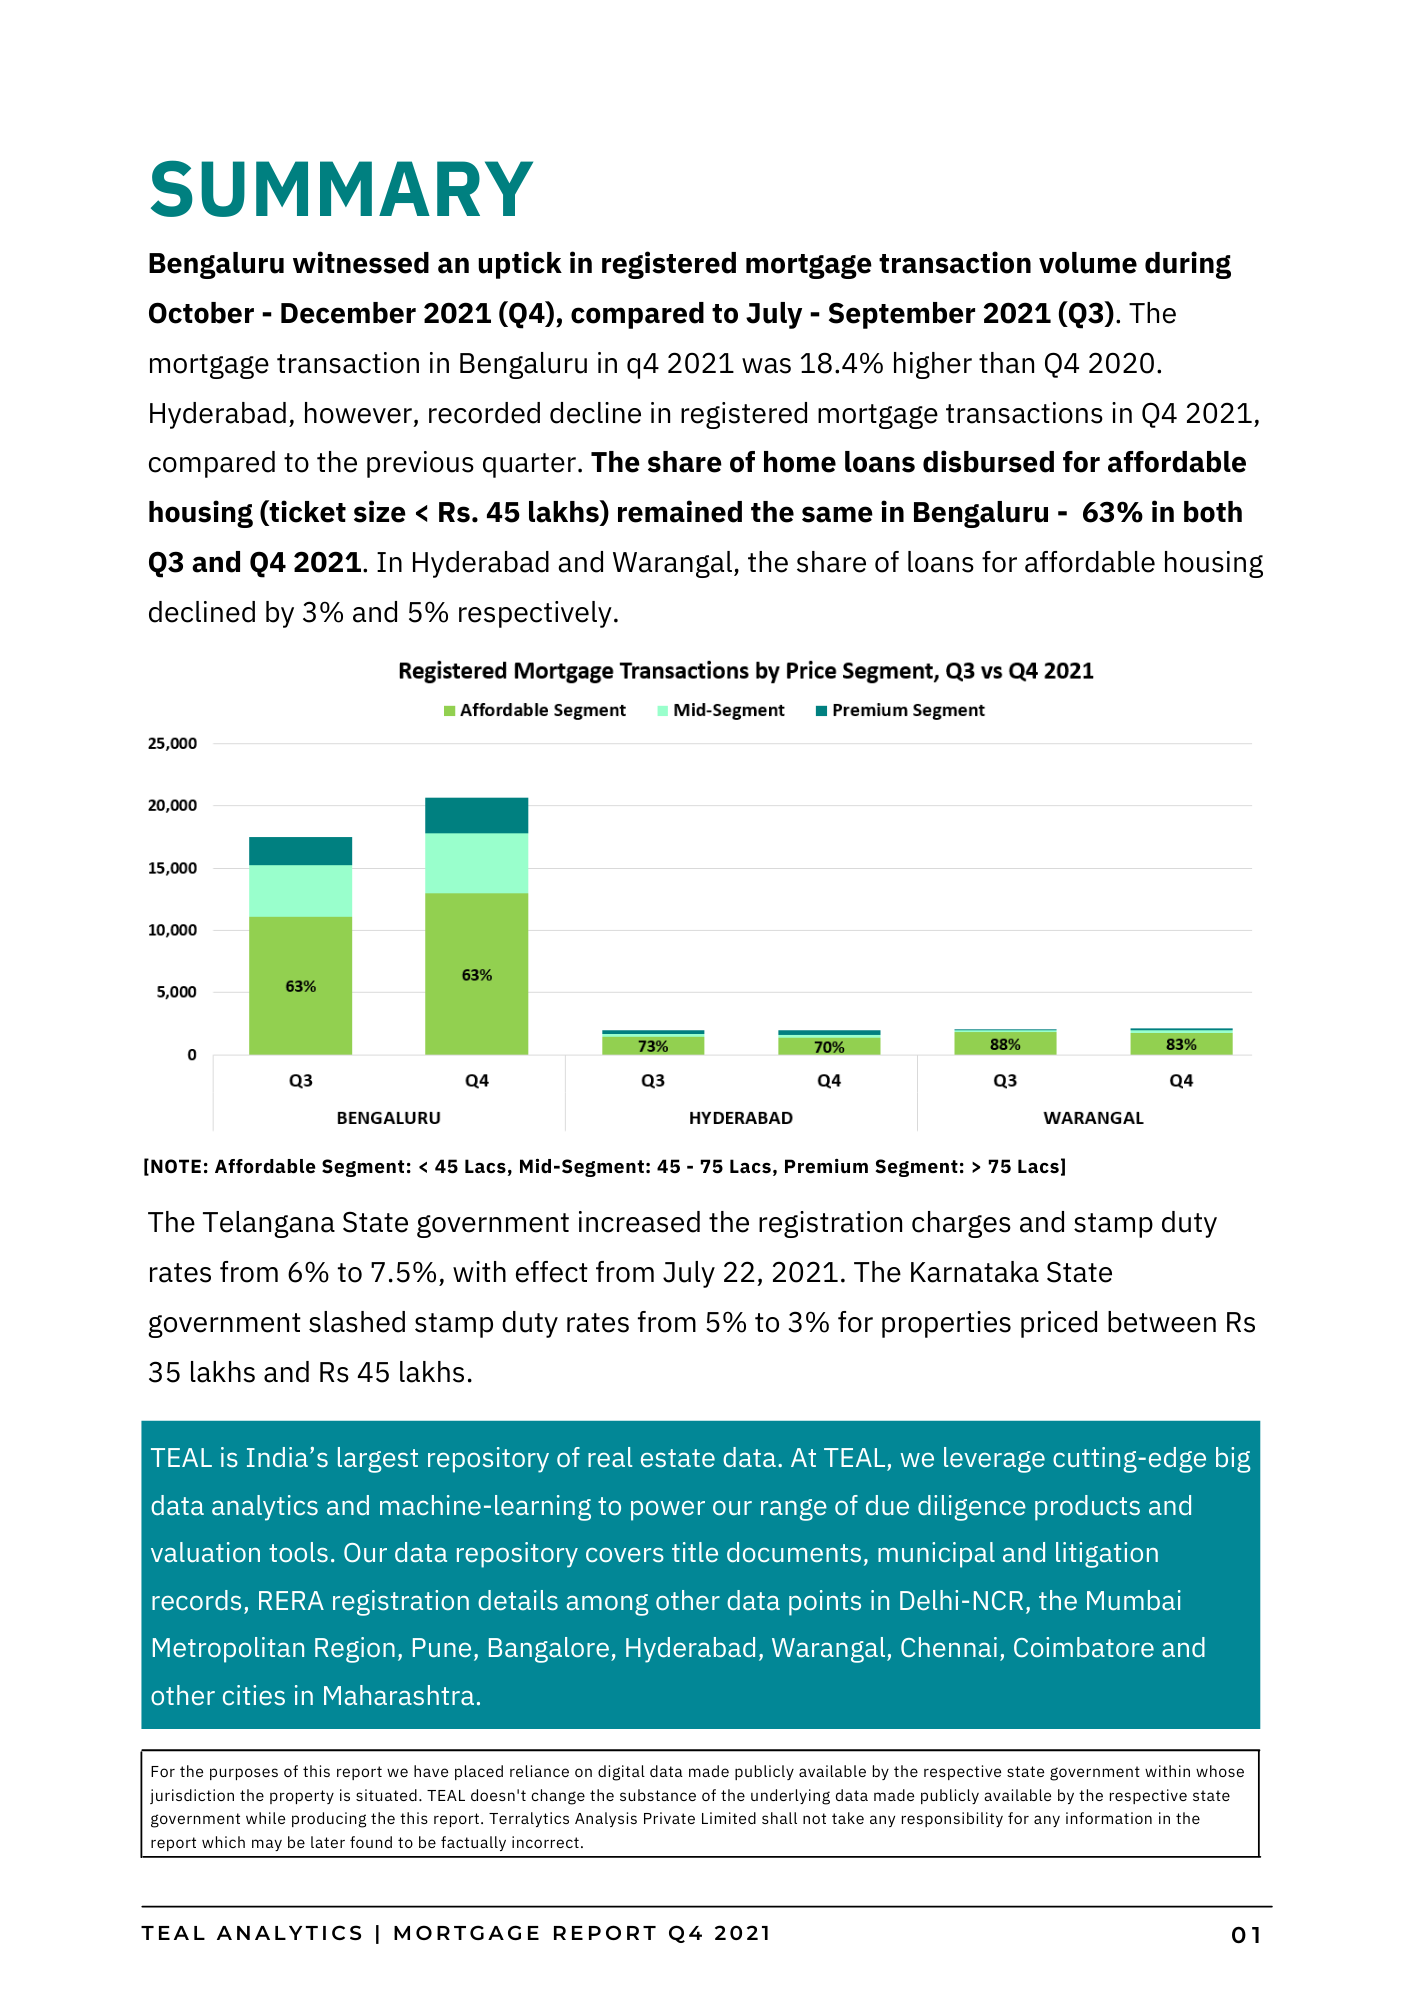 SUMMARY
Bengaluru witnessed an uptick in registered mortgage transaction volume during
October - December 2021 (Q4), compared to July - September 2021 (Q3). The
mortgage transaction in Bengaluru in q4 2021 was 18.4% higher than Q4 2020.
Hyderabad, however, recorded decline in registered mortgage transactions in Q4 2021,
compared to the previous quarter. The share of home loans disbursed for affordable
housing (ticket size < Rs. 45 lakhs) remained the same in Bengaluru - 63% in both
Q3 and Q4 2021. In Hyderabad and Warangal, the share of loans for affordable housing
declined by 3% and 5% respectively.
Registered Mortgage Transactions by Price Segment, Q3 vs Q4 2021
Affordable Segment Mid-Segment Premium Segment
25,000
20,000
15,000
10,000
5,000
0
63% 63% 73% 70% 88% 83%
Q3 Q4 Q3 Q4 Q3 Q4
BENGALURU HYDERABAD WARANGAL
[NOTE: Affordable Segment: < 45 Lacs, Mid-Segment: 45 - 75 Lacs, Premium Segment: > 75 Lacs]
The Telangana State government increased the registration charges and stamp duty
rates from 6% to 7.5%, with effect from July 22, 2021. The Karnataka State
government slashed stamp duty rates from 5% to 3% for properties priced between Rs
35 lakhs and Rs 45 lakhs.
TEAL is India’s largest repository of real estate data. At TEAL, we leverage cutting-edge big
data analytics and machine-learning to power our range of due diligence products and
valuation tools. Our data repository covers title documents, municipal and litigation
records, RERA registration details among other data points in Delhi-NCR, the Mumbai
Metropolitan Region, Pune, Bangalore, Hyderabad, Warangal, Chennai, Coimbatore and
other cities in Maharashtra.
For the purposes of this report we have placed reliance on digital data made publicly available by the respective state government within whose
jurisdiction the property is situated. TEAL doesn't change the substance of the underlying data made publicly available by the respective state
government while producing the this report. Terralytics Analysis Private Limited shall not take any responsibility for any information in the
report which may be later found to be factually incorrect.
TEAL ANALYTICS | MORTGAGE REPORT Q4 2021 01